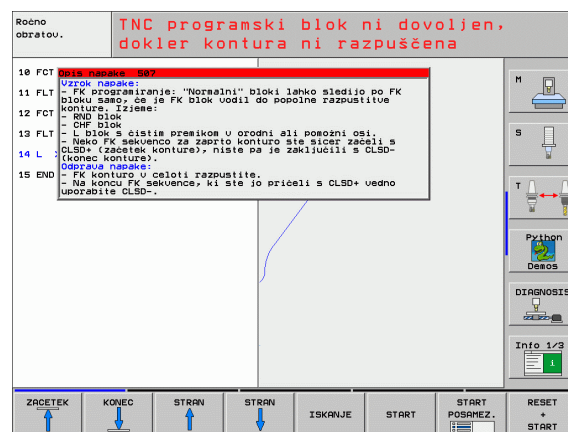 Ročno
obratov.
TNC programski blok ni dovoljen,
dokler kontura ni razpuščena
10 FCT
11 FLT
12 FCT
13 FLT
14 L
15 END
Opis napake 507
Vzrok napake:
- FK programiranje: "Normalni" bloki lahko sledijo po FK
bloku samo, če je FK blok vodil do popolne razpustitve
konture. Izjeme:
- RND blok
- CHF blok
- L blok s čistim premikom v orodni ali pomožni osi.
- Neko FK sekvenco za zaprto konturo ste sicer začeli s
CLSD+ (začetek konture), niste pa je zaključili s CLSD-
(konec konture).
Odprava napake:
- FK konturo v celoti razpustite.
- Na koncu FK sekvence, ki ste jo pričeli s CLSD+ vedno
uporabite CLSD-.
M
S
T
Python
Demos
DIAGNOSIS
Info 1/3
ZACETEK
KONEC
STRAN
STRAN
ISKANJE
START
START
POSAMEZ.
RESET
+
START